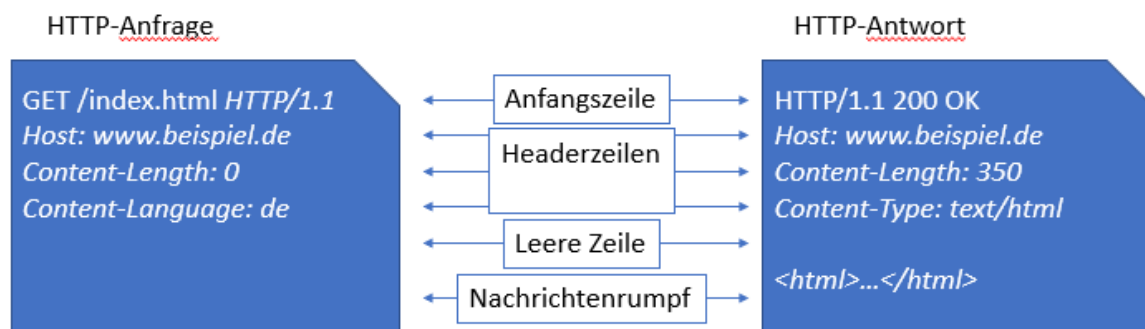 HTTP-Anfrage
GET /index.html HTTP/1.1
Host: www.beispiel.de
Content-Length: 0
Content-Language: de
Anfangszeile
Headerzeilen
Leere Zeile
Nachrichtenrumpf
HTTP-Antwort
HTTP/1.1 200 OK
Host: www.beispiel.de
Content-Length: 350
Content-Type: text/html
<html>...</html>